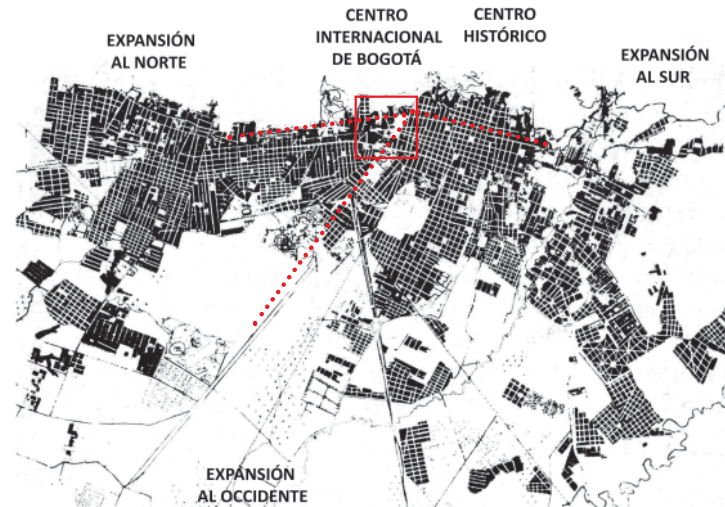 EXPANSIÓN
AL NORTE
CENTRO
INTERNACIONAL
DE BOGOTÁ
CENTRO
HISTÓRICO
EXPANSIÓN
AL SUR
EXPANSIÓN
AL OCCIDENTE